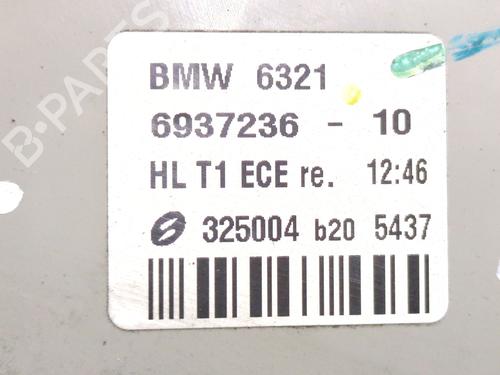 BMW 6321
6937236 - 10
HL T1 ECE re. 12:46
325004 b20 5437
B-PARTS